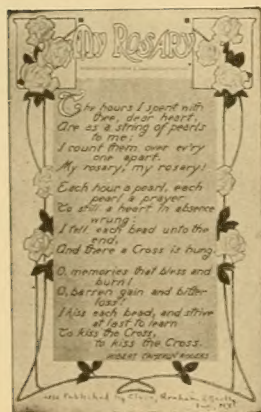 MY ROSARY
The hours I spent with
thee, dear heart,
Are as a string of pearls
to me;
I count them over ev'ry
one apart.
My rosary, my rosary!
Each hour a pearl, each
pearl a prayer
To still a heart in absence
wrung;
I tell each bead unto the
end,
And there a Cross is hung.
O, memories that bless and
burn!
O, barren gain and bitter
loss!
I kiss each bead, and strive
at last to learn
To kiss the Cross,
to kiss the Cross.
ROBERT CAMERON ROGERS
Published by